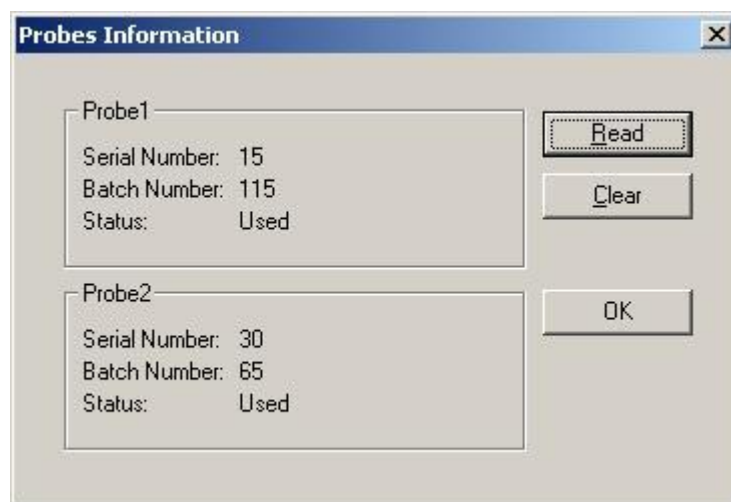 Probes Information
Probe1
Serial Number: 15
Batch Number: 115
Status: Used
Read
Clear
Probe2
Serial Number: 30
Batch Number: 65
Status: Used
OK